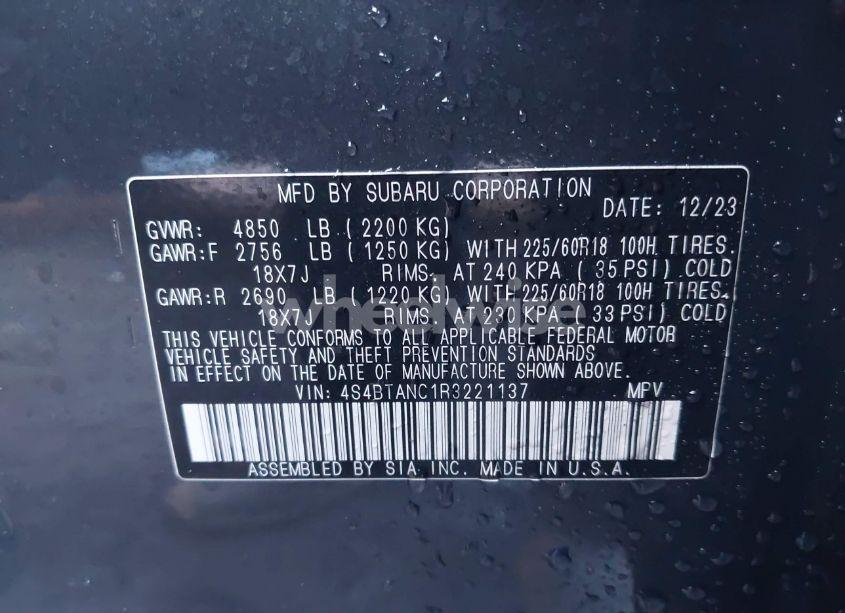 MFD BY SUBARU CORPORATION
DATE: 12/23
GVWR: 4850 LB ( 2200 KG)
GAWR:F 2756 LB ( 1250 KG) WITH 225/60R18 100H TIRES.
18X7J RIMS. AT 240 KPA ( 35 PSI) COLD
GAWR:R 2690 LB ( 1220 KG) WITH 225/60R18 100H TIRES.
18X7J RIMS. AT 230 KPA ( 33 PSI) COLD
wheelwise
THIS VEHICLE CONFORMS TO ALL APPLICABLE FEDERAL MOTOR
VEHICLE SAFETY AND THEFT PREVENTION STANDARDS
IN EFFECT ON THE DATE OF MANUFACTURE SHOWN ABOVE.
VIN: 4S4BTANC1R3221137 MPV
ASSEMBLED BY SIA INC. MADE IN U.S.A.